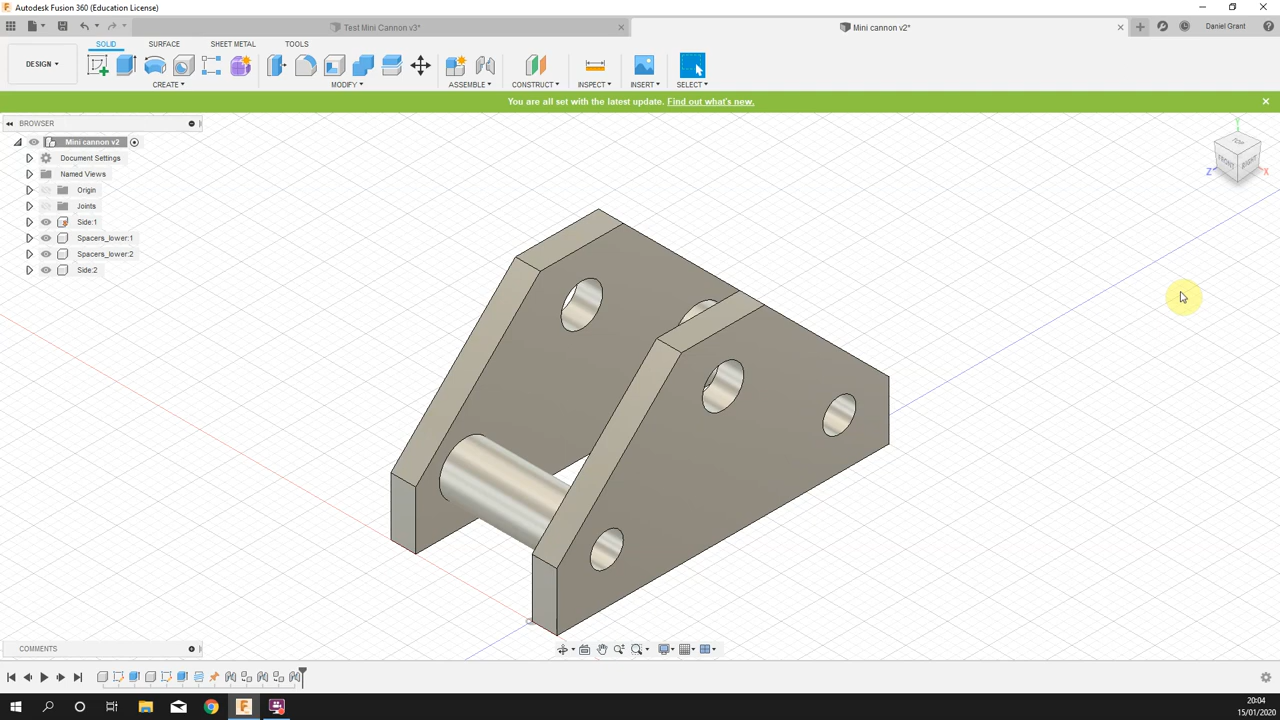 Autodesk Fusion 360 (Education License)
Test Mini Cannon v3*
Mini cannon v2*
Daniel Grant
DESIGN
SOLID
SURFACE
SHEET METAL
TOOLS
CREATE
MODIFY
ASSEMBLE
CONSTRUCT
INSPECT
INSERT
SELECT
You are all set with the latest update. Find out what's new.
BROWSER
Mini cannon v2
Document Settings
Named Views
Origin
Joints
Side:1
Spacers_lower:1
Spacers_lower:2
Side:2
Y
TOP
FRONT
RIGHT
Z
X
COMMENTS
20:04
15/01/2020